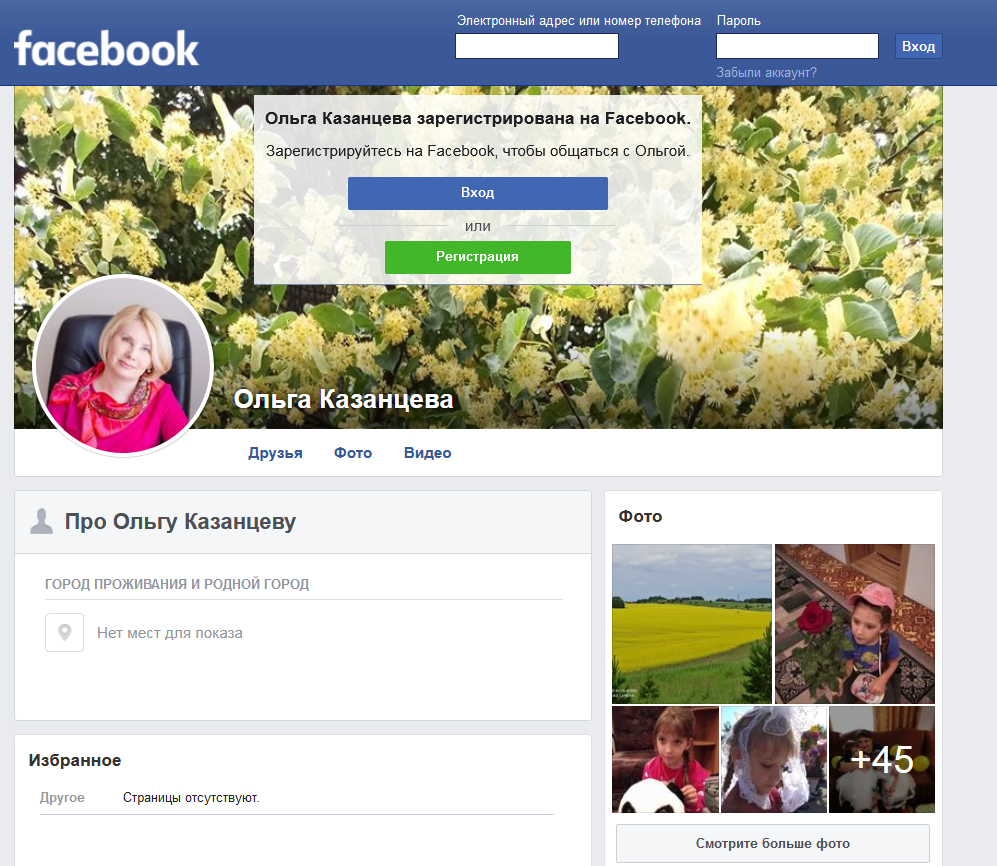 Электронный адрес или номер телефона
Пароль
facebook
Вход
Забыли аккаунт?
Ольга Казанцева зарегистрирована на Facebook.
Зарегистрируйтесь на Facebook, чтобы общаться с Ольгой.
Вход
или
Регистрация
Ольга Казанцева
Друзья Фото Видео
Про Ольгу Казанцеву
ГОРОД ПРОЖИВАНИЯ И РОДНОЙ ГОРОД
Нет мест для показа
Избранное
Другое Страницы отсутствуют.
Фото
+45
Смотрите больше фото